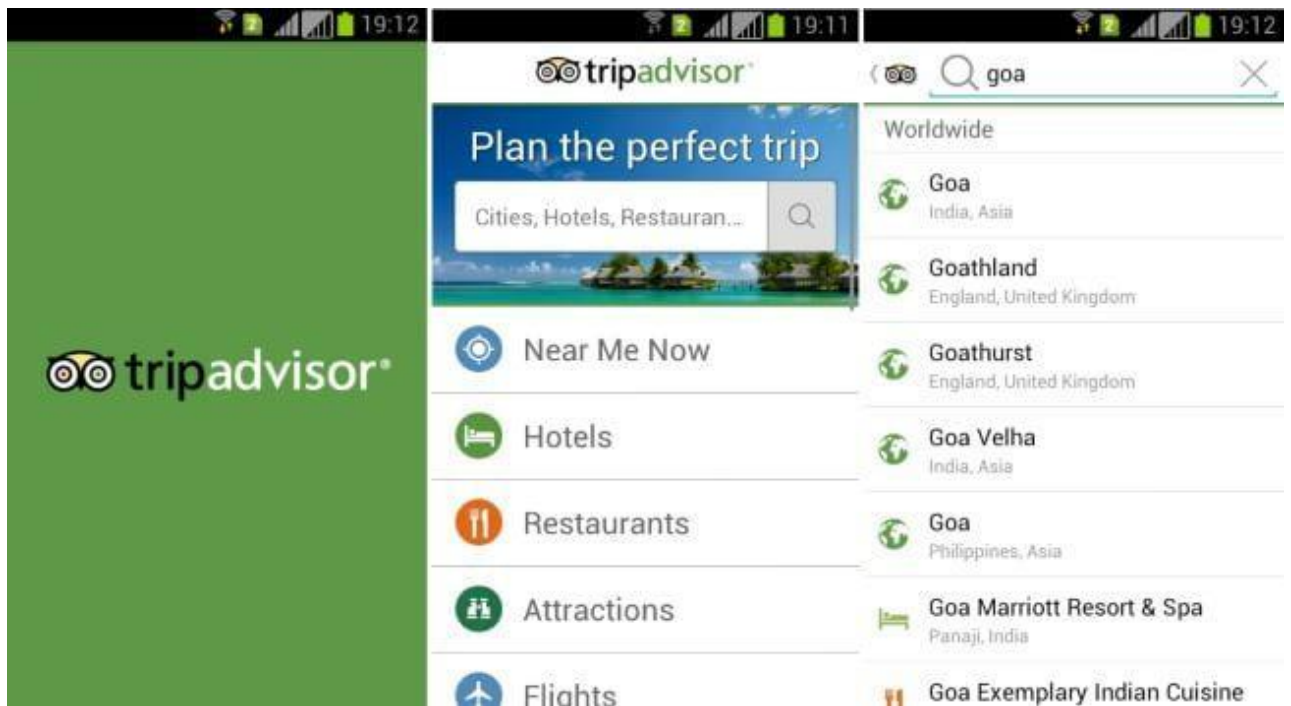 19:12
tripadvisor®
19:11
tripadvisor
Plan the perfect trip
Cities, Hotels, Restauran...
Near Me Now
Hotels
Restaurants
Attractions
Flights
19:12
goa
Worldwide
Goa
India, Asia
Goathland
England, United Kingdom
Goathurst
England, United Kingdom
Goa Velha
India, Asia
Goa
Philippines, Asia
Goa Marriott Resort & Spa
Panaji, India
Goa Exemplary Indian Cuisine